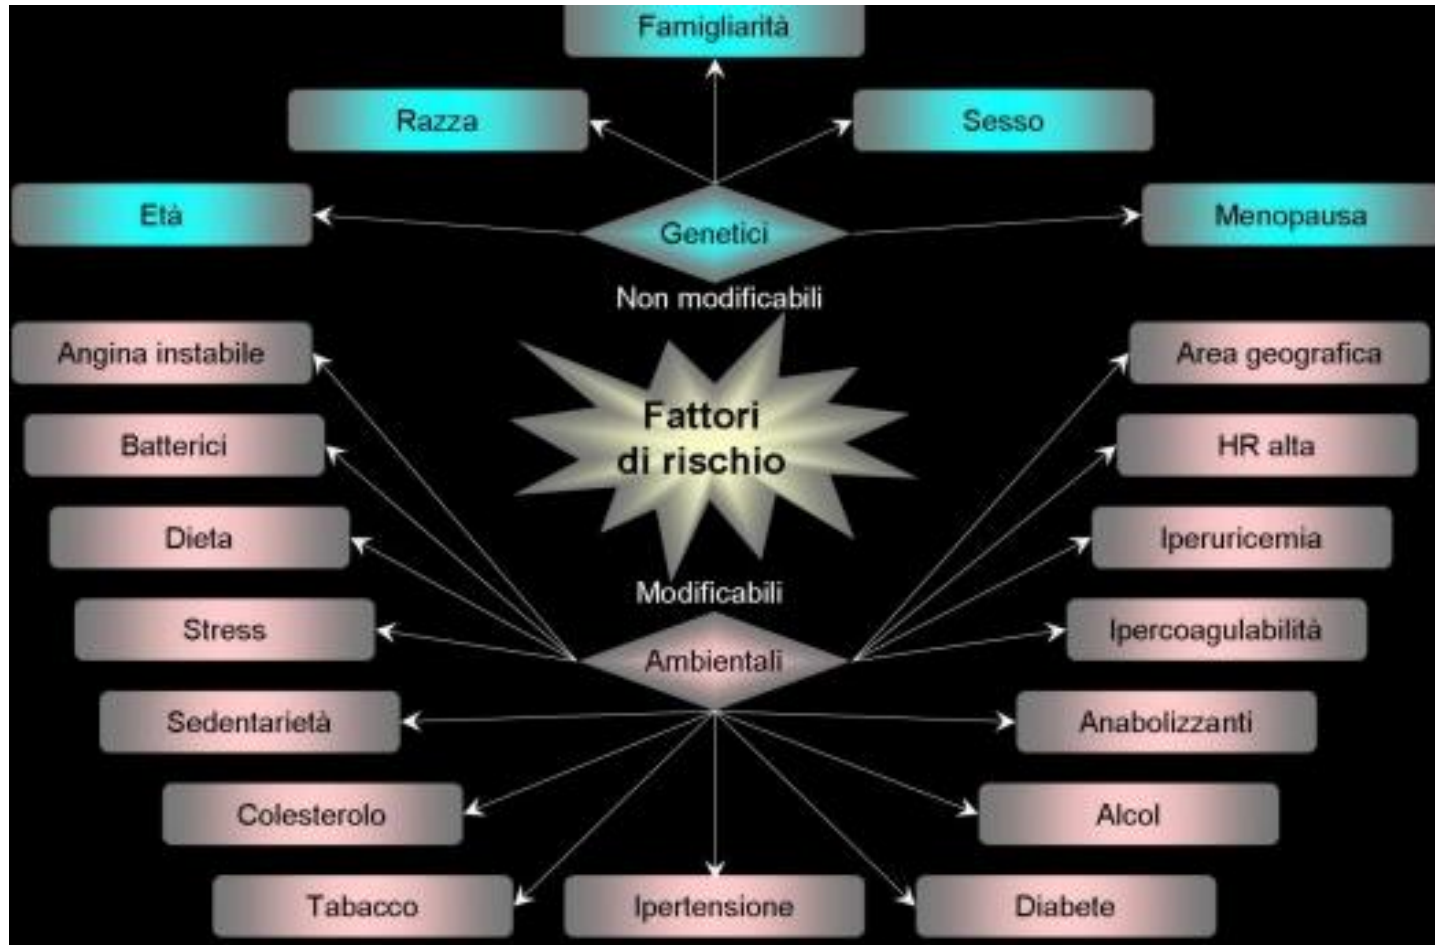 Famigliarità
Razza
Sesso
Età
Genetici
Menopausa
Non modificabili
Angina instabile
Area geografica
Fattori
di rischio
Batterici
HR alta
Dieta
Iperuricemia
Modificabili
Stress
Ipercoagulabilità
Ambientali
Sedentarietà
Anabolizzanti
Colesterolo
Alcol
Tabacco
Ipertensione
Diabete